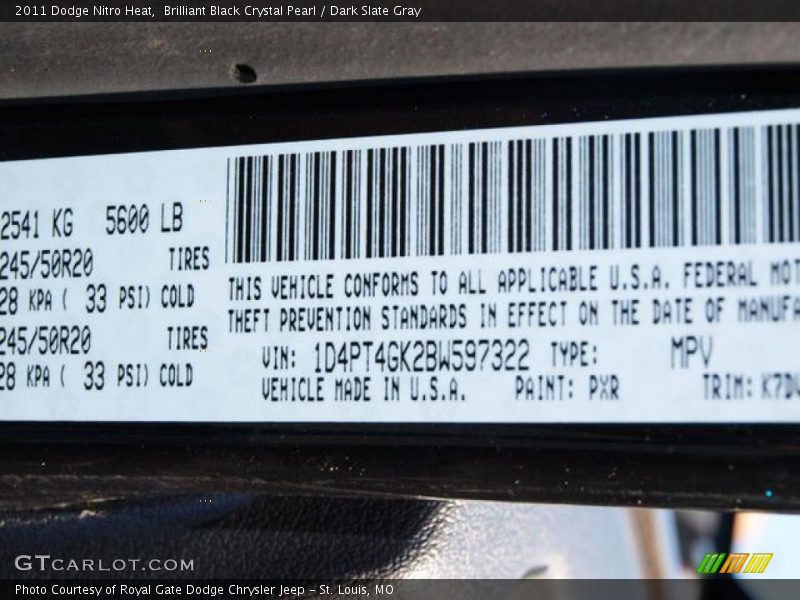 2011 Dodge Nitro Heat,  Brilliant Black Crystal Pearl / Dark Slate Gray
2541 KG 5600 LB
245/50R20 TIRES
28 KPA ( 33 PSI) COLD
245/50R20 TIRES
28 KPA ( 33 PSI) COLD
THIS VEHICLE CONFORMS TO ALL APPLICABLE U.S.A. FEDERAL MOT
THEFT PREVENTION STANDARDS IN EFFECT ON THE DATE OF MANUFA
VIN: 1D4PT4GK2BW597322 TYPE: MPV
VEHICLE MADE IN U.S.A. PAINT: PXR TRIM: K7DV
GTCARLOT.COM
Photo Courtesy of Royal Gate Dodge Chrysler Jeep - St. Louis, MO